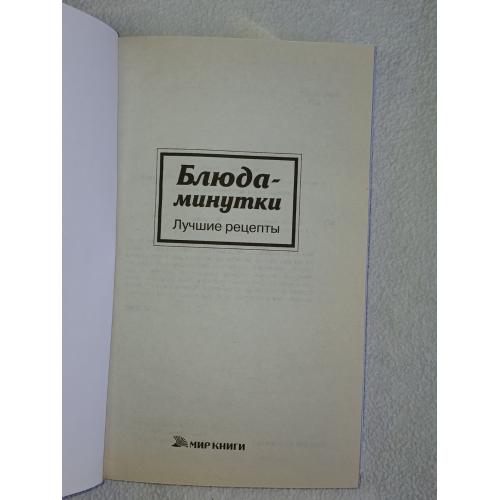 Блюда-
минутки
Лучшие рецепты
МИР КНИГИ